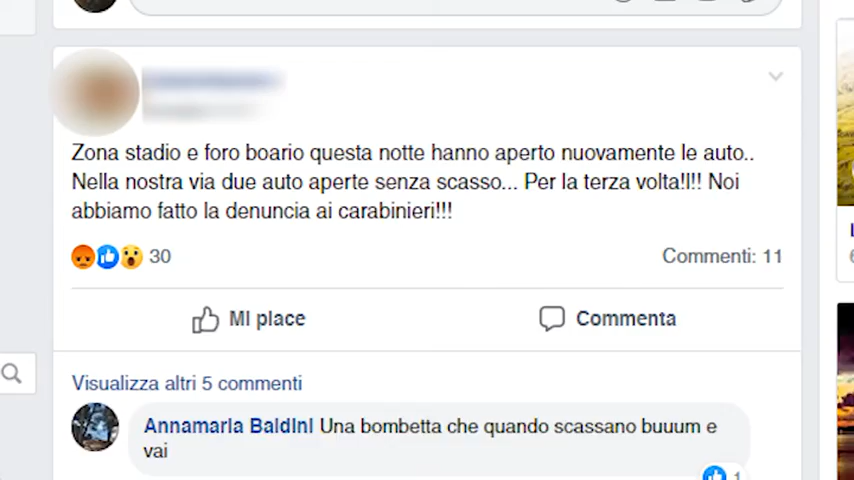 Zona stadio e foro boario questa notte hanno aperto nuovamente le auto..
Nella nostra via due auto aperte senza scasso... Per la terza volta!!!! Noi
abbiamo fatto la denuncia ai carabinieri!!!
30
Commenti: 11
Mi place
Commenta
Visualizza altri 5 commenti
Annamaria Baldini Una bombetta che quando scassano buuum e
vai
1